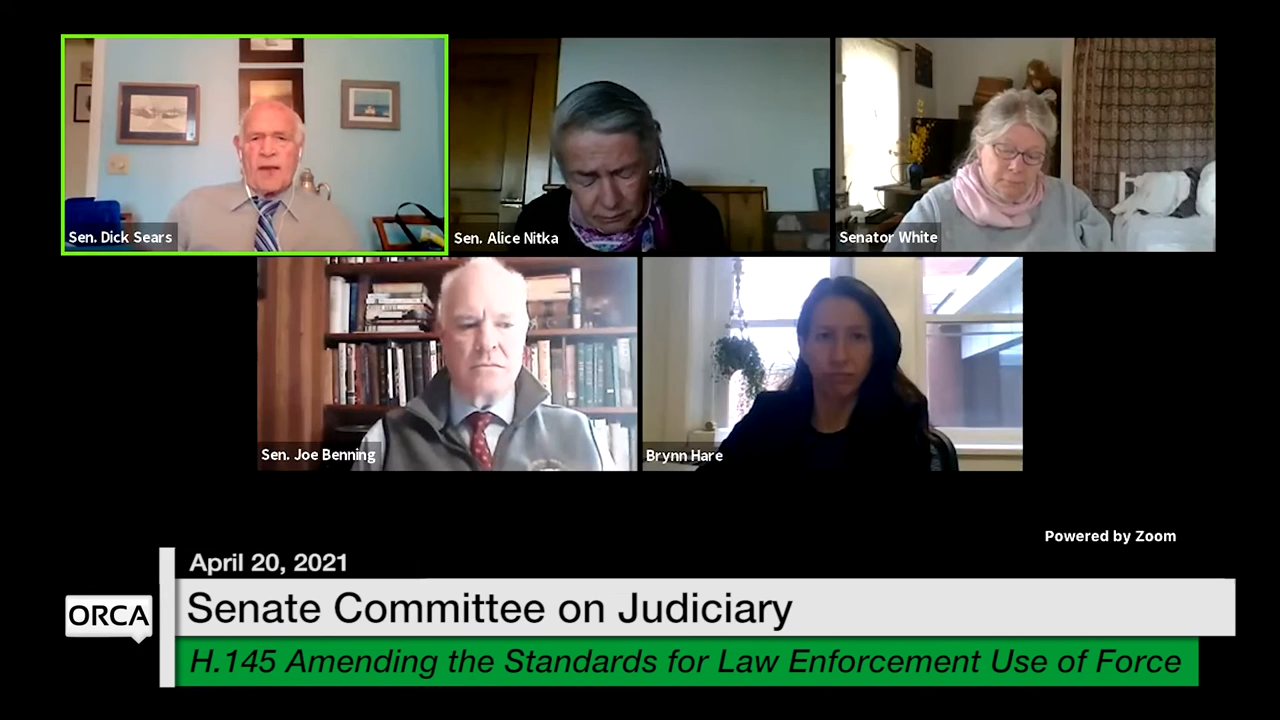 Sen. Dick Sears
Sen. Alice Nitka
Senator White
Sen. Joe Benning
Brynn Hare
Powered by Zoom
April 20, 2021
ORCA
Senate Committee on Judiciary
H.145 Amending the Standards for Law Enforcement Use of Force